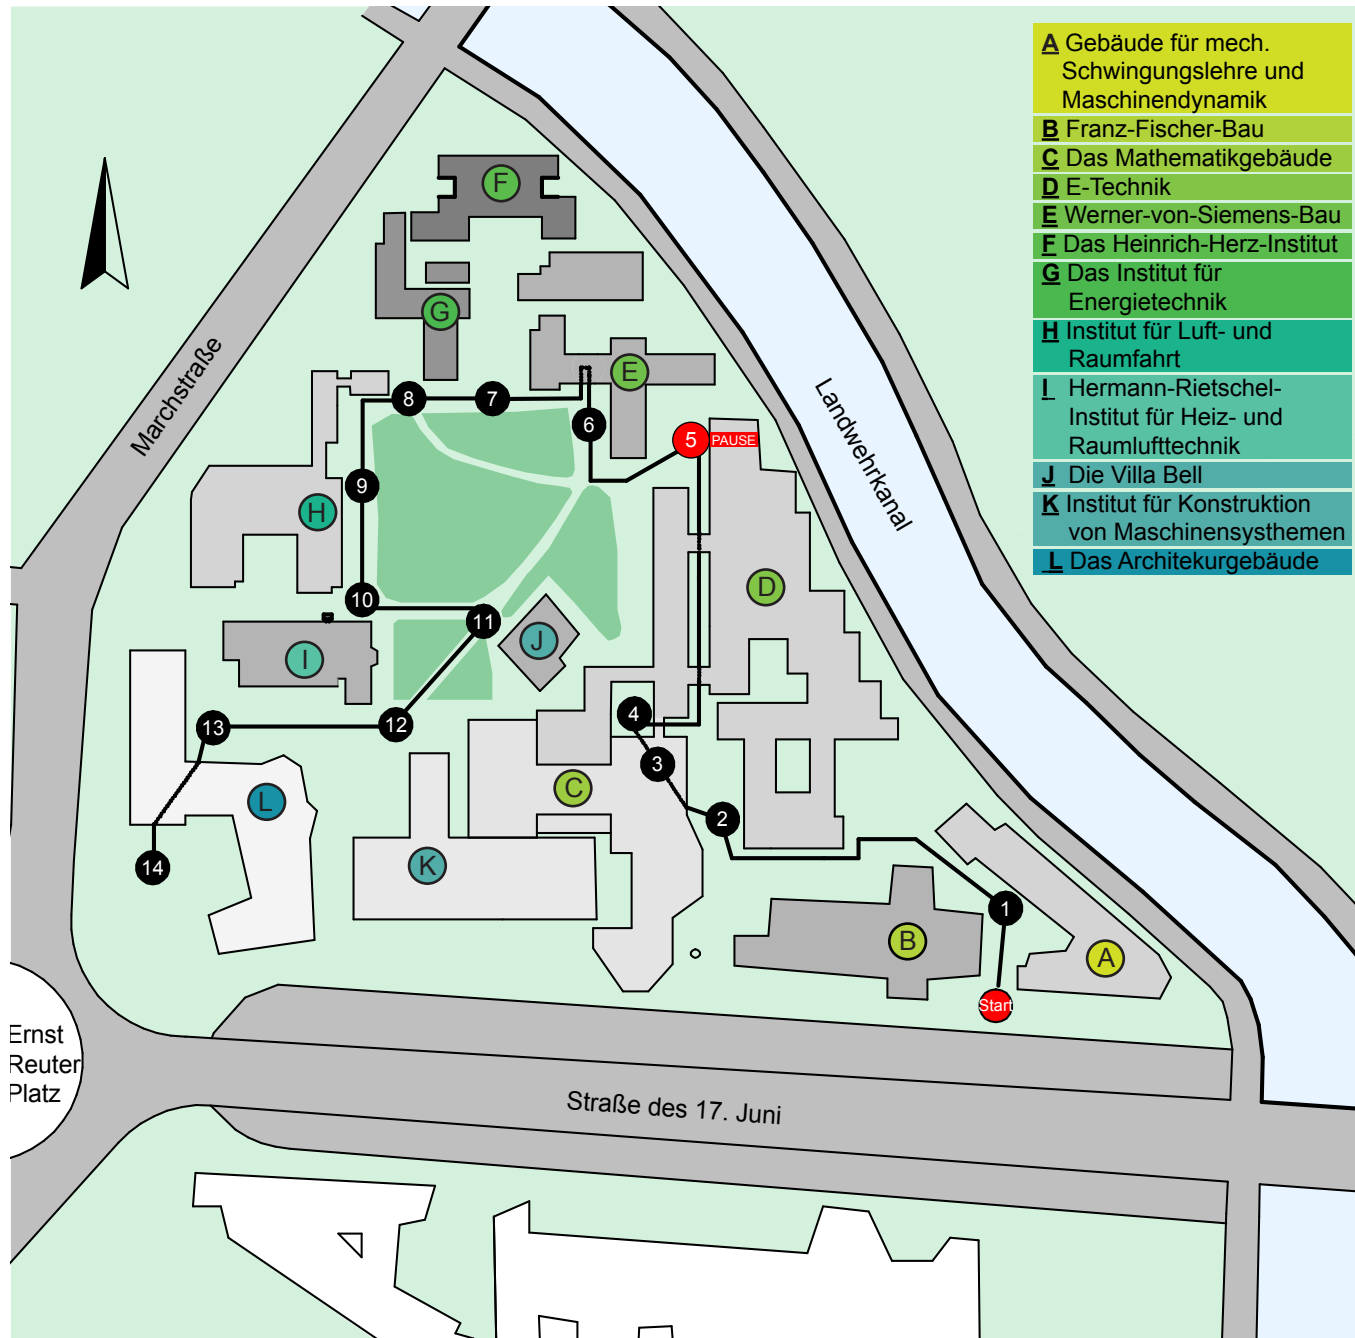 A Gebäude für mech.
Schwingungslehre und
Maschinendynamik
B Franz-Fischer-Bau
C Das Mathematikgebäude
D E-Technik
E Werner-von-Siemens-Bau
F Das Heinrich-Herz-Institut
G Das Institut für
Energietechnik
H Institut für Luft- und
Raumfahrt
I Hermann-Rietschel-
Institut für Heiz- und
Raumlufttechnik
J Die Villa Bell
K Institut für Konstruktion
von Maschinensysthemen
L Das Architekurgebäude
F
G
E
Marchstraße
Landwehrkanal
8
7
6
5 PAUSE
9
H
D
10
11
J
I
4
13
12
3
C
L
2
K
14
1
B
A
Start
Ernst
Reuter
Platz
Straße des 17. Juni